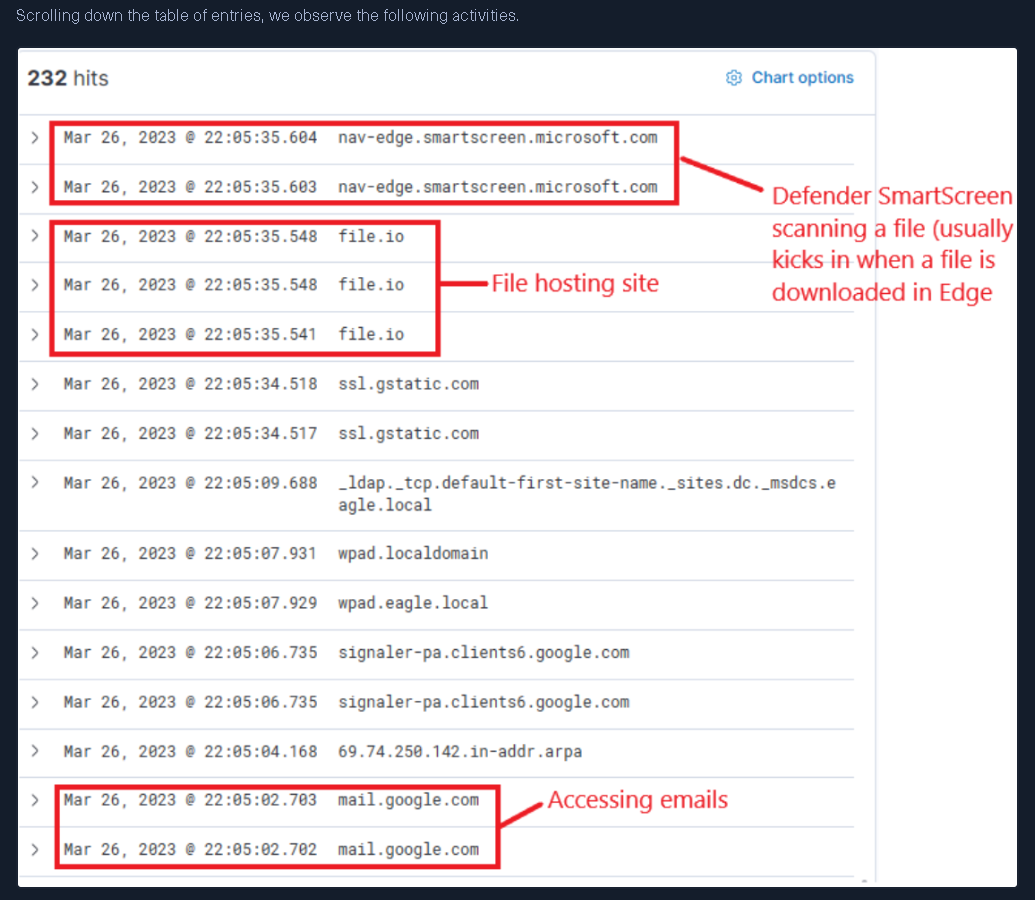 Scrolling down the table of entries, we observe the following activities.
232 hits
Chart options
Mar 26, 2023 @ 22:05:35.604 nav-edge.smartscreen.microsoft.com
Mar 26, 2023 @ 22:05:35.603 nav-edge.smartscreen.microsoft.com
Defender SmartScreen
scanning a file (usually
kicks in when a file is
downloaded in Edge
Mar 26, 2023 @ 22:05:35.548 file.io
Mar 26, 2023 @ 22:05:35.548 file.io
File hosting site
Mar 26, 2023 @ 22:05:35.541 file.io
Mar 26, 2023 @ 22:05:34.518 ssl.gstatic.com
Mar 26, 2023 @ 22:05:34.517 ssl.gstatic.com
Mar 26, 2023 @ 22:05:09.688 _ldap._tcp.default-first-site-name._sites.dc._msdcs.e
agle.local
Mar 26, 2023 @ 22:05:07.931 wpad.localdomain
Mar 26, 2023 @ 22:05:07.929 wpad.eagle.local
Mar 26, 2023 @ 22:05:06.735 signaler-pa.clients6.google.com
Mar 26, 2023 @ 22:05:06.735 signaler-pa.clients6.google.com
Mar 26, 2023 @ 22:05:04.168 69.74.250.142.in-addr.arpa
Mar 26, 2023 @ 22:05:02.703 mail.google.com
Accessing emails
Mar 26, 2023 @ 22:05:02.702 mail.google.com